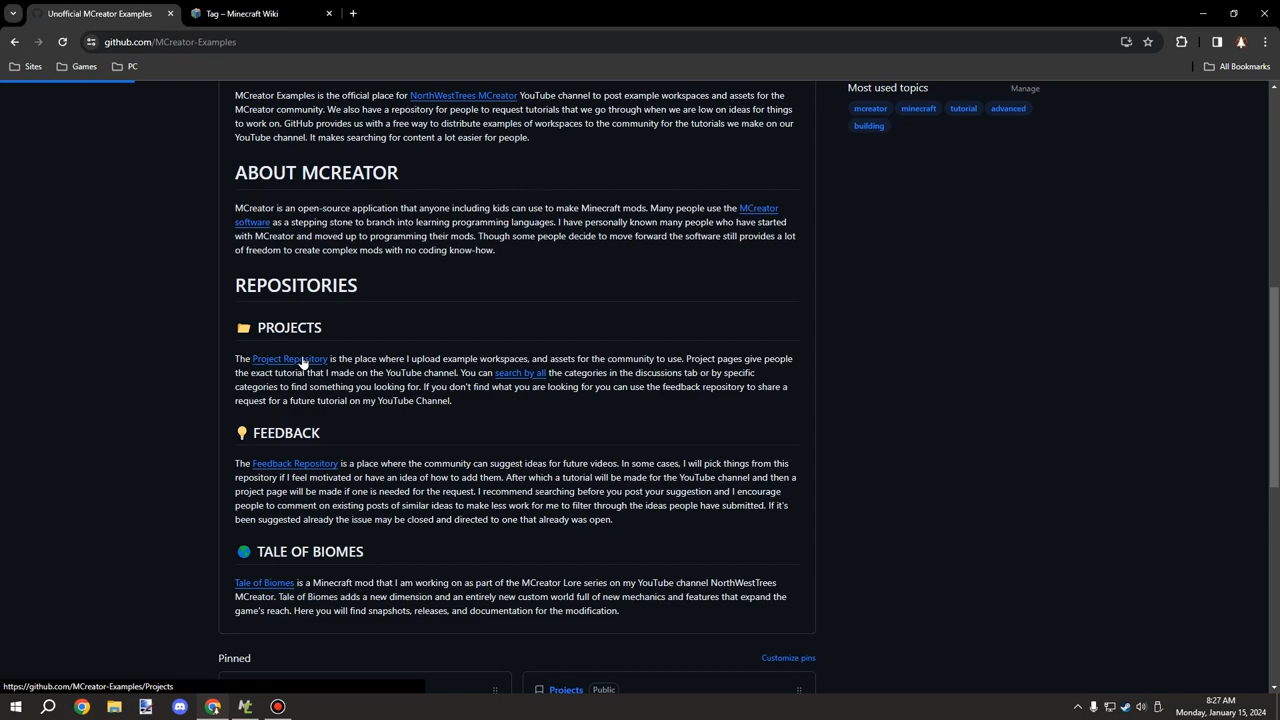 Unofficial MCreator Examples
Tag – Minecraft Wiki
github.com/MCreator-Examples
Sites
Games
PC
All Bookmarks
MCreator Examples is the official place for NorthWestTrees MCreator YouTube channel to post example workspaces and assets for the
MCreator community. We also have a repository for people to request tutorials that we go through when we are low on ideas for things
to work on. GitHub provides us with a free way to distribute examples of workspaces to the community for the tutorials we make on our
YouTube channel. It makes searching for content a lot easier for people.
Most used topics
Manage
mcreator minecraft tutorial advanced
building
ABOUT MCREATOR
MCreator is an open-source application that anyone including kids can use to make Minecraft mods. Many people use the MCreator
software as a stepping stone to branch into learning programming languages. I have personally known many people who have started
with MCreator and moved up to programming their mods. Though some people decide to move forward the software still provides a lot
of freedom to create complex mods with no coding know-how.
REPOSITORIES
PROJECTS
The Project Repository is the place where I upload example workspaces, and assets for the community to use. Project pages give people
the exact tutorial that I made on the YouTube channel. You can search by all the categories in the discussions tab or by specific
categories to find something you looking for. If you don't find what you are looking for you can use the feedback repository to share a
request for a future tutorial on my YouTube Channel.
FEEDBACK
The Feedback Repository is a place where the community can suggest ideas for future videos. In some cases, I will pick things from this
repository if I feel motivated or have an idea of how to add them. After which a tutorial will be made for the YouTube channel and then a
project page will be made if one is needed for the request. I recommend searching before you post your suggestion and I encourage
people to comment on existing posts of similar ideas to make less work for me to filter through the ideas people have submitted. If it's
been suggested already the issue may be closed and directed to one that already was open.
TALE OF BIOMES
Tale of Biomes is a Minecraft mod that I am working on as part of the MCreator Lore series on my YouTube channel NorthWestTrees
MCreator. Tale of Biomes adds a new dimension and an entirely new custom world full of new mechanics and features that expand the
game's reach. Here you will find snapshots, releases, and documentation for the modification.
Pinned
Customize pins
Projects Public
https://github.com/MCreator-Examples/Projects
8:27 AM
Monday, January 15, 2024